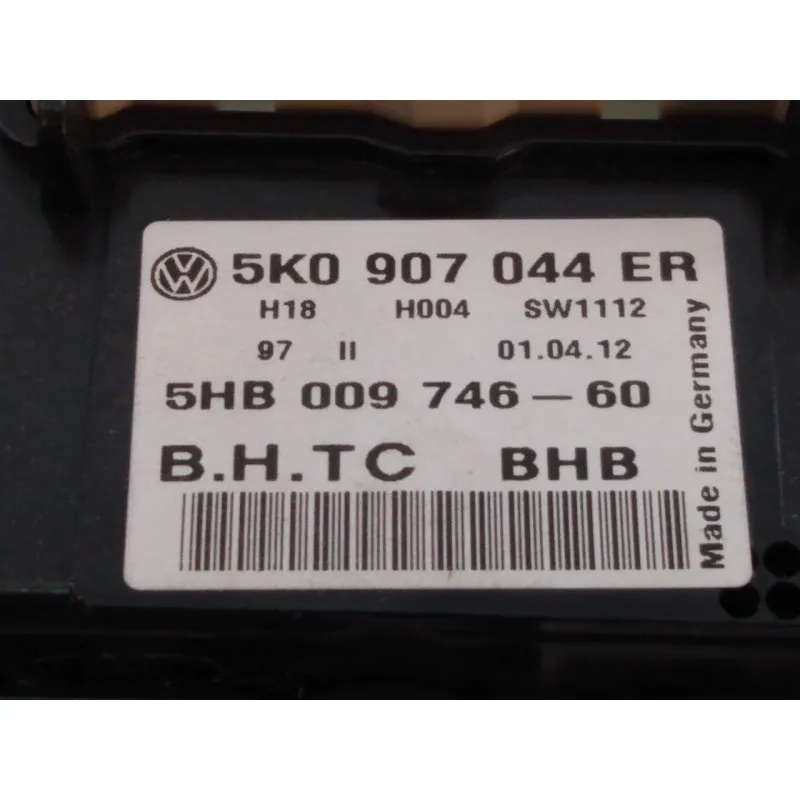 VW 5K0 907 044 ER
H18 H004 SW1112
97 II 01.04.12
5HB 009 746-60
B.H.TC BHB
Made in Germany